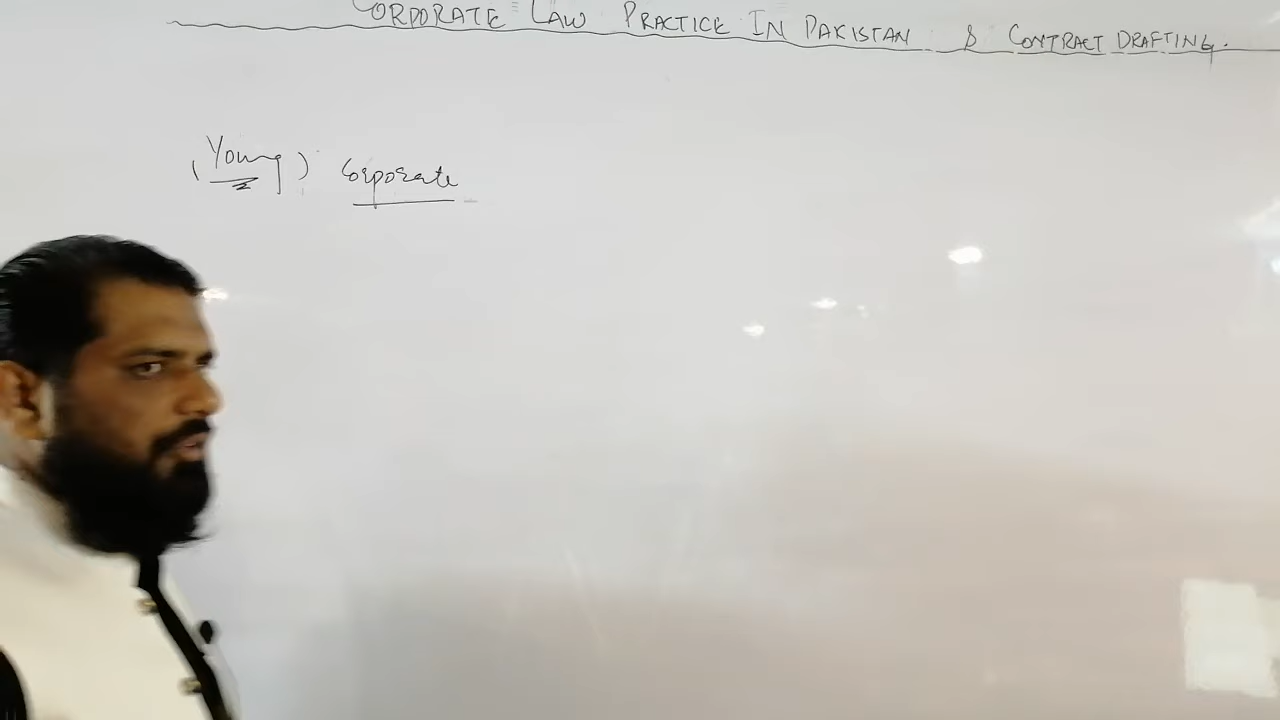 CORPORATE LAW PRACTICE IN PAKISTAN & CONTRACT DRAFTING.
(Young) Corporate